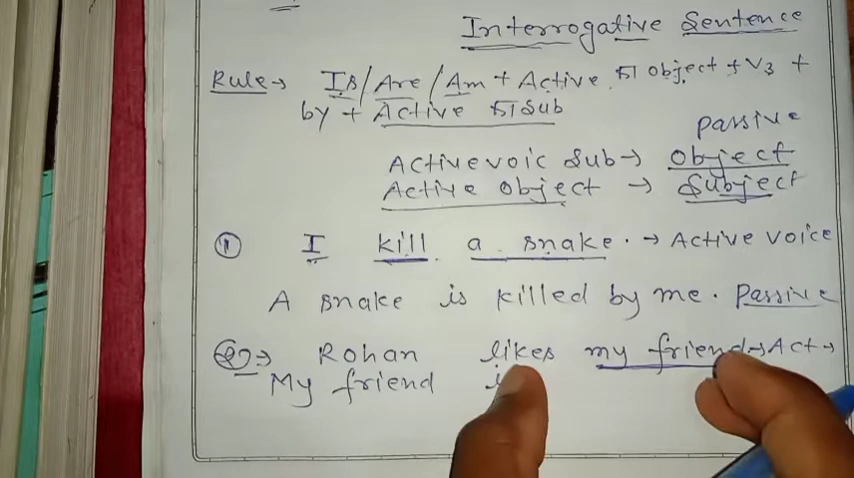 Interrogative Sentence
Rule→ Is/Are/Am + Active का object + V3 +
by + Active का Sub
passive
Active voic Sub → object
Active object → Subject
① I kill a snake. → Active voice
A snake is killed by me. Passive
②→ Rohan likes my friend→Act→
My friend